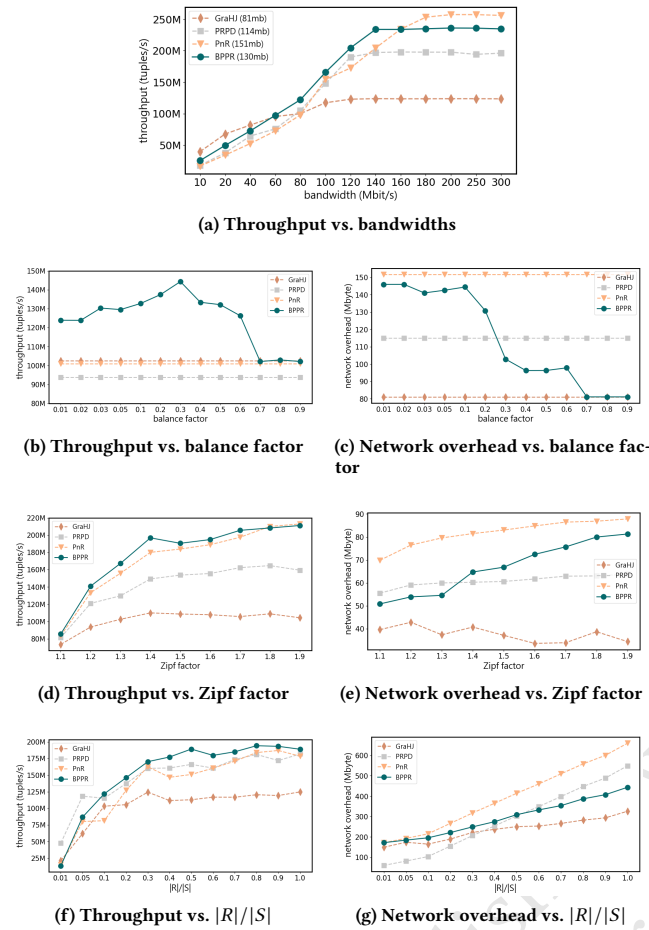 250M
200M
150M
100M
50M
throughput (tuples/s)
GraHJ (81mb)
PRPD (114mb)
PnR (151mb)
BPPR (130mb)
10 20 40 60 80 100 120 140 160 180 200 250 300
bandwidth (Mbit/s)
(a) Throughput vs. bandwidths
150M
140M
130M
120M
110M
100M
90M
80M
throughput (tuples/s)
GraHJ
PRPD
PnR
BPPR
0.01 0.02 0.03 0.05 0.1 0.2 0.3 0.4 0.5 0.6 0.7 0.8 0.9
balance factor
(b) Throughput vs. balance factor
150
140
130
120
110
100
90
80
network overhead (Mbyte)
GraHJ
PRPD
PnR
BPPR
0.01 0.02 0.03 0.05 0.1 0.2 0.3 0.4 0.5 0.6 0.7 0.8 0.9
balance factor
(c) Network overhead vs. balance fac-
tor
220M
200M
180M
160M
140M
120M
100M
80M
throughput (tuples/s)
GraHJ
PRPD
PnR
BPPR
1.1 1.2 1.3 1.4 1.5 1.6 1.7 1.8 1.9
Zipf factor
(d) Throughput vs. Zipf factor
90
80
70
60
50
40
network overhead (Mbyte)
GraHJ
PRPD
PnR
BPPR
1.1 1.2 1.3 1.4 1.5 1.6 1.7 1.8 1.9
Zipf factor
(e) Network overhead vs. Zipf factor
200M
175M
150M
125M
100M
75M
50M
25M
throughput (tuples/s)
GraHJ
PRPD
PnR
BPPR
0.01 0.05 0.1 0.2 0.3 0.4 0.5 0.6 0.7 0.8 0.9 1.0
|R|/|S|
(f) Throughput vs. |R|/|S|
600
500
400
300
200
100
0
network overhead (Mbyte)
GraHJ
PRPD
PnR
BPPR
0.01 0.05 0.1 0.2 0.3 0.4 0.5 0.6 0.7 0.8 0.9 1.0
|R|/|S|
(g) Network overhead vs. |R|/|S|